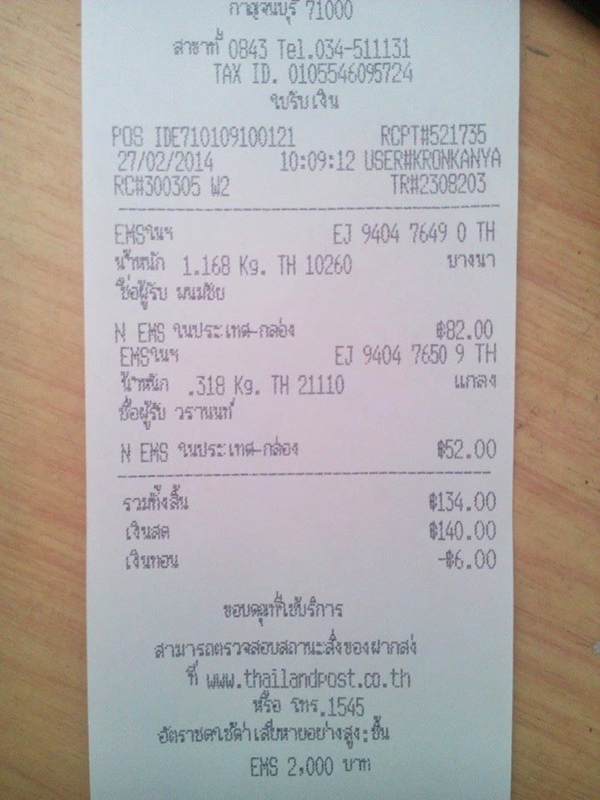 กาญจนบุรี 71000
สาขาที่ 0843 Tel.034-511131
TAX ID. 0105546095724
ใบรับเงิน
POS IDE710109100121 RCPT#521735
27/02/2014 10:09:12 USER#KRONKANYA
RC#300305 W2 TR#2308203
EMSในฯ EJ 9404 7649 0 TH
น้ำหนัก 1.168 Kg. TH 10260 บางนา
ชื่อผู้รับ พนมชัย
N EMS ในประเทศ-กล่อง ฿82.00
EMSในฯ EJ 9404 7650 9 TH
น้ำหนัก .318 Kg. TH 21110 แกลง
ชื่อผู้รับ วรานนท์
N EMS ในประเทศ-กล่อง ฿52.00
รวมทั้งสิ้น ฿134.00
เงินสด ฿140.00
เงินทอน -฿6.00
ขอบคุณที่ใช้บริการ
สามารถตรวจสอบสถานะสิ่งของฝากส่ง
ที่ www.thailandpost.co.th
หรือ โทร.1545
อัตราชดใช้ค่าเสียหายอย่างสูง:ชิ้น
EMS 2,000 บาท